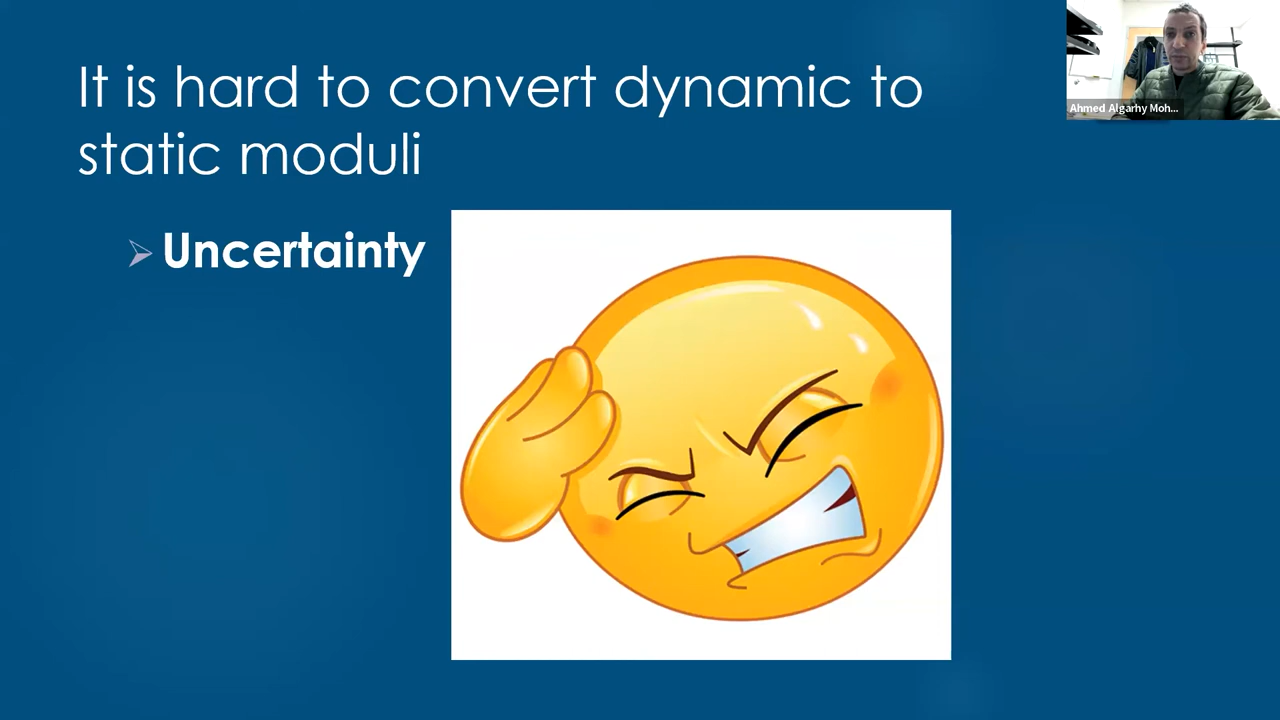 It is hard to convert dynamic to
static moduli
Uncertainty
Ahmed Algarhy Moh...